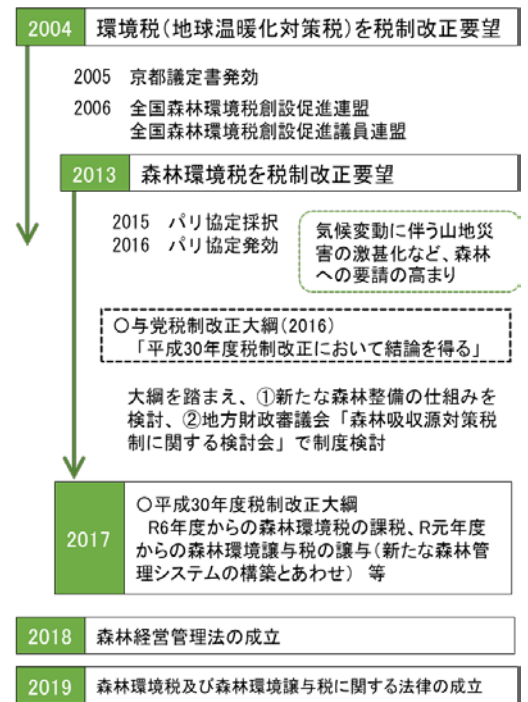 2004 環境税(地球温暖化対策税)を税制改正要望
2005 京都議定書発効
2006 全国森林環境税創設促進連盟
全国森林環境税創設促進議員連盟
2013 森林環境税を税制改正要望
2015 パリ協定採択
2016 パリ協定発効
気候変動に伴う山地災
害の激甚化など、森林
への要請の高まり
○与党税制改正大綱(2016)
「平成30年度税制改正において結論を得る」
大綱を踏まえ、①新たな森林整備の仕組みを
検討、②地方財政審議会「森林吸収源対策税
制に関する検討会」で制度検討
2017
○平成30年度税制改正大綱
R6年度からの森林環境税の課税、R元年度
からの森林環境譲与税の譲与(新たな森林管
理システムの構築とあわせ) 等
2018 森林経営管理法の成立
2019 森林環境税及び森林環境譲与税に関する法律の成立